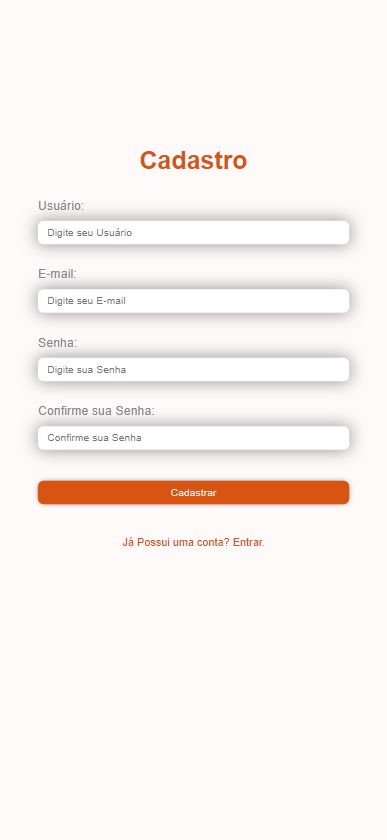 Cadastro
Usuário:
Digite seu Usuário
E-mail:
Digite seu E-mail
Senha:
Digite sua Senha
Confirme sua Senha:
Confirme sua Senha
Cadastrar
Já Possui uma conta? Entrar.